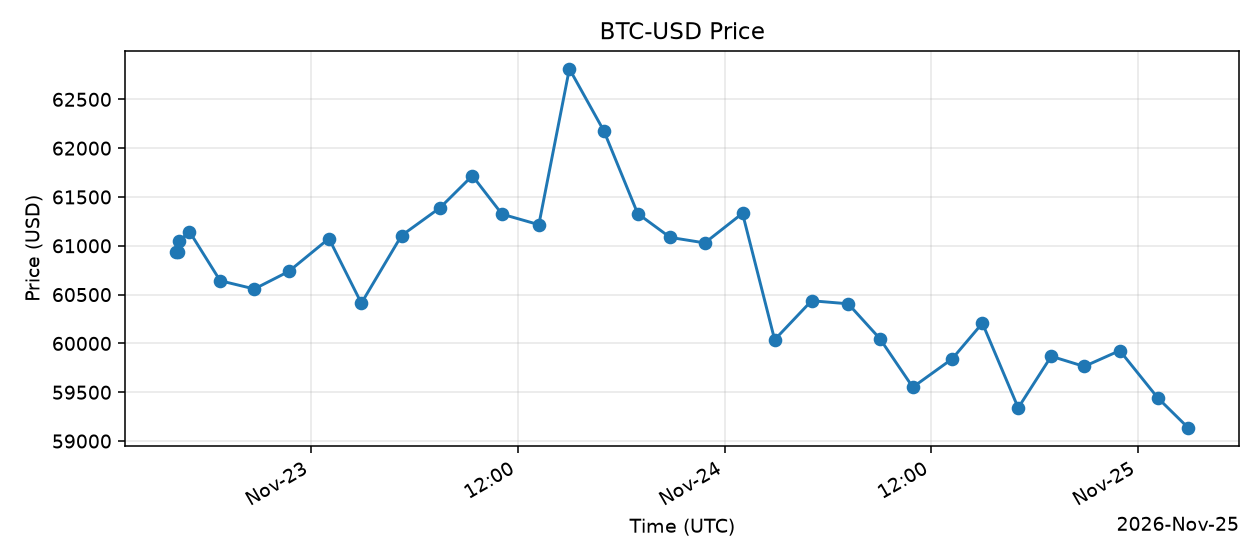 BTC-USD Price
Price (USD)
62500
62000
61500
61000
60500
60000
59500
59000
Nov-23
12:00
Nov-24
12:00
Nov-25
Time (UTC)
2026-Nov-25